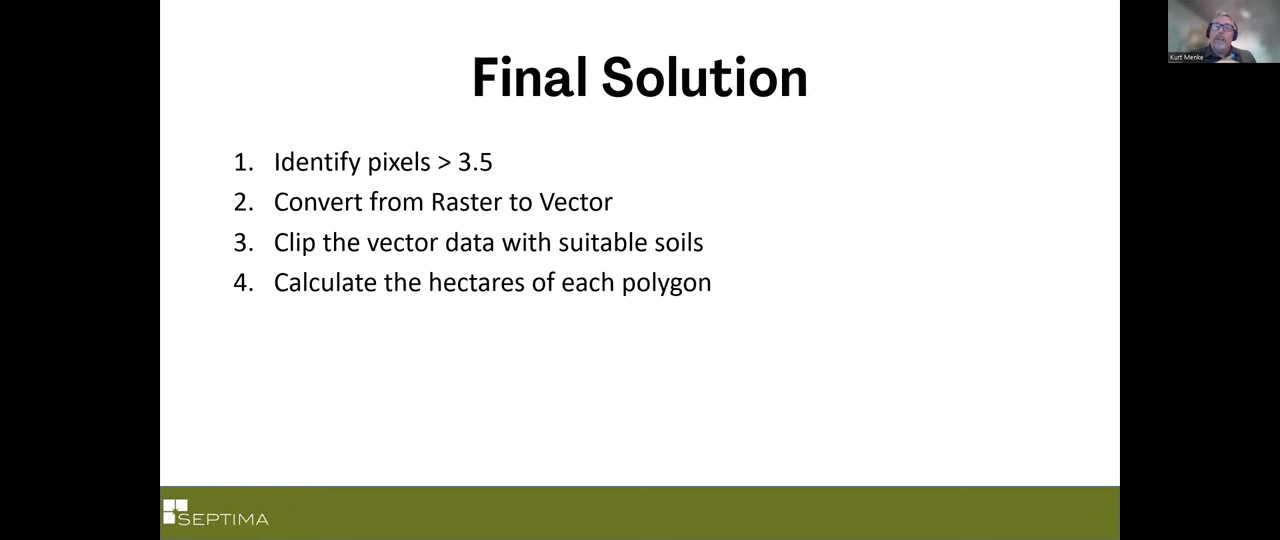 Final Solution
1. Identify pixels > 3.5
2. Convert from Raster to Vector
3. Clip the vector data with suitable soils
4. Calculate the hectares of each polygon
SEPTIMA
Kurt Menke